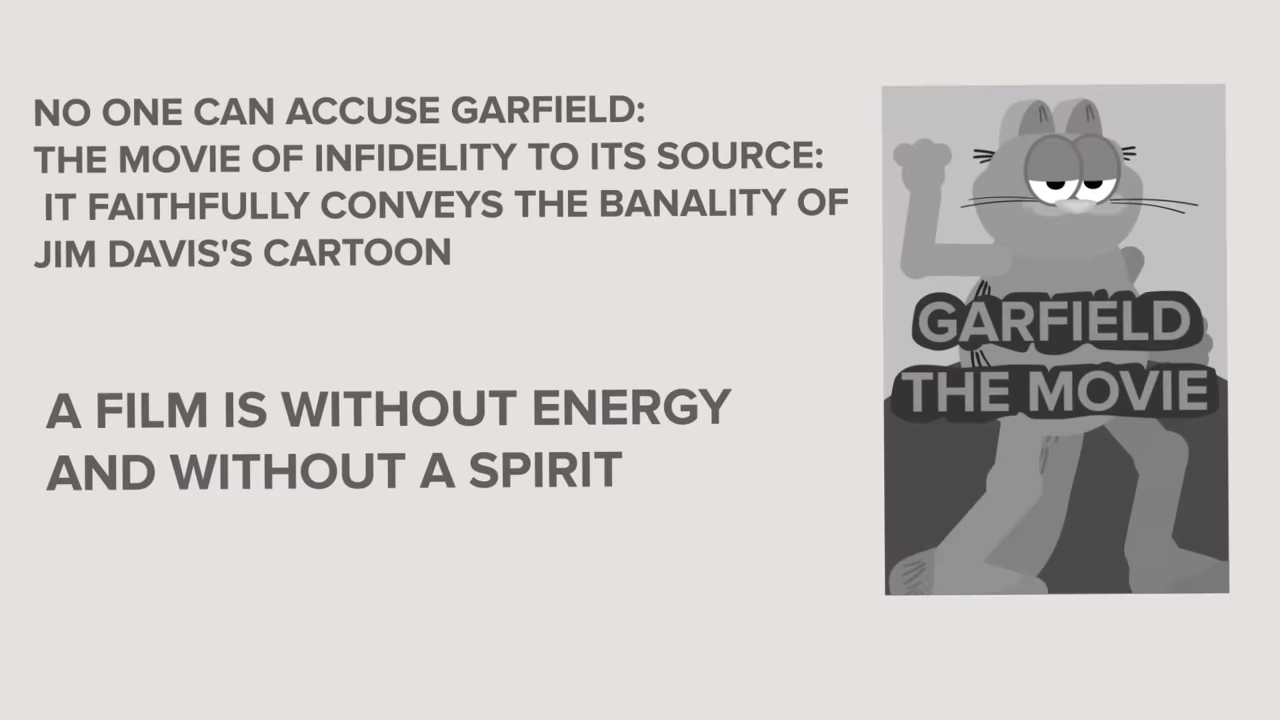 NO ONE CAN ACCUSE GARFIELD:
THE MOVIE OF INFIDELITY TO ITS SOURCE:
IT FAITHFULLY CONVEYS THE BANALITY OF
JIM DAVIS'S CARTOON
A FILM IS WITHOUT ENERGY
AND WITHOUT A SPIRIT
GARFIELD
THE MOVIE